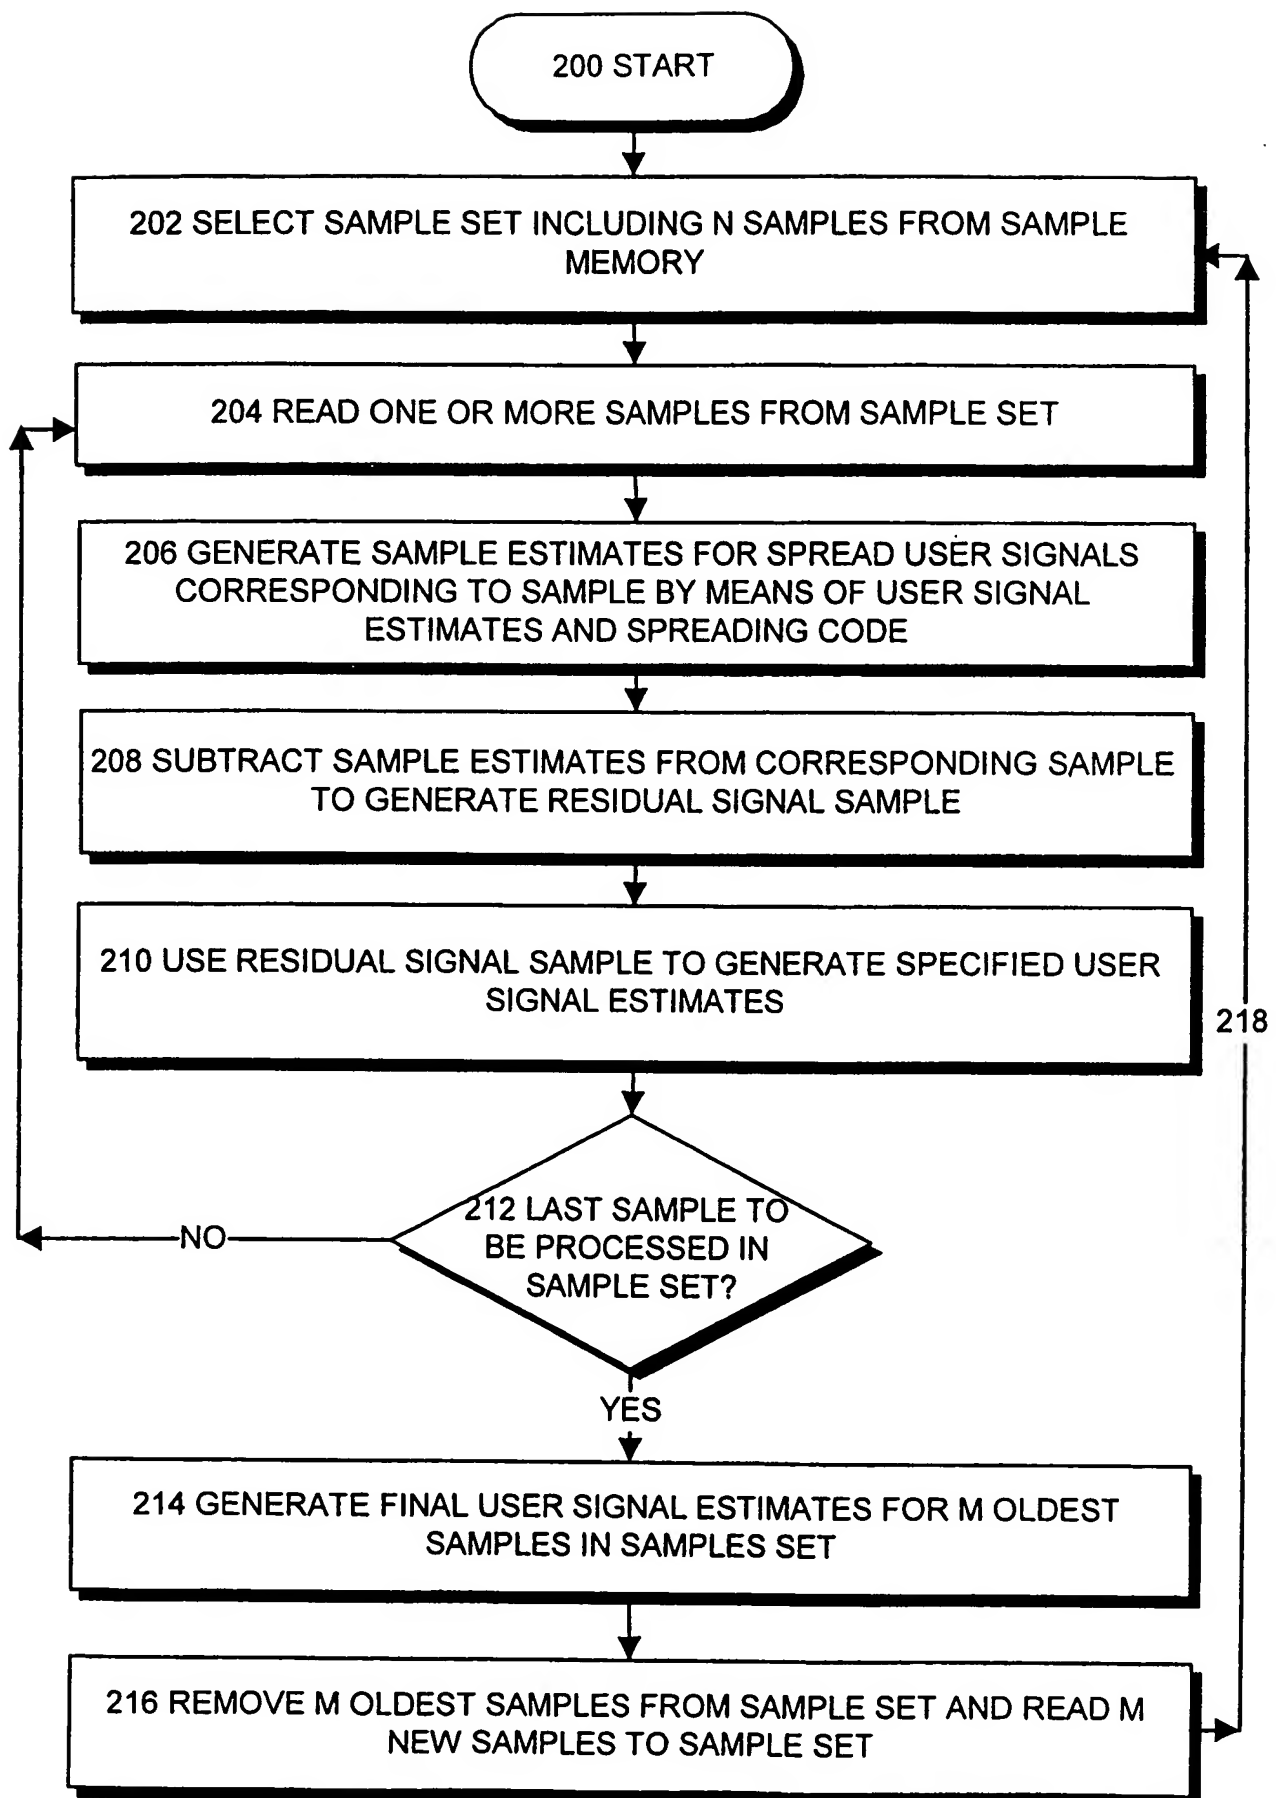 200 START
202 SELECT SAMPLE SET INCLUDING N SAMPLES FROM SAMPLE
MEMORY
204 READ ONE OR MORE SAMPLES FROM SAMPLE SET
206 GENERATE SAMPLE ESTIMATES FOR SPREAD USER SIGNALS
CORRESPONDING TO SAMPLE BY MEANS OF USER SIGNAL
ESTIMATES AND SPREADING CODE
208 SUBTRACT SAMPLE ESTIMATES FROM CORRESPONDING SAMPLE
TO GENERATE RESIDUAL SIGNAL SAMPLE
210 USE RESIDUAL SIGNAL SAMPLE TO GENERATE SPECIFIED USER
SIGNAL ESTIMATES
218
212 LAST SAMPLE TO
BE PROCESSED IN
SAMPLE SET?
NO
YES
214 GENERATE FINAL USER SIGNAL ESTIMATES FOR M OLDEST
SAMPLES IN SAMPLES SET
216 REMOVE M OLDEST SAMPLES FROM SAMPLE SET AND READ M
NEW SAMPLES TO SAMPLE SET